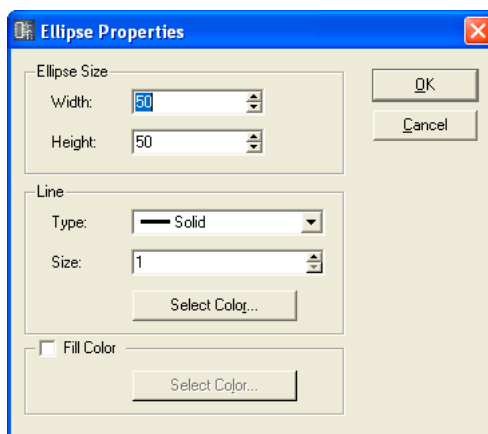 Ellipse Properties
Ellipse Size
Width: 50
Height: 50
OK
Cancel
Line
Type: Solid
Size: 1
Select Color...
Fill Color
Select Color...